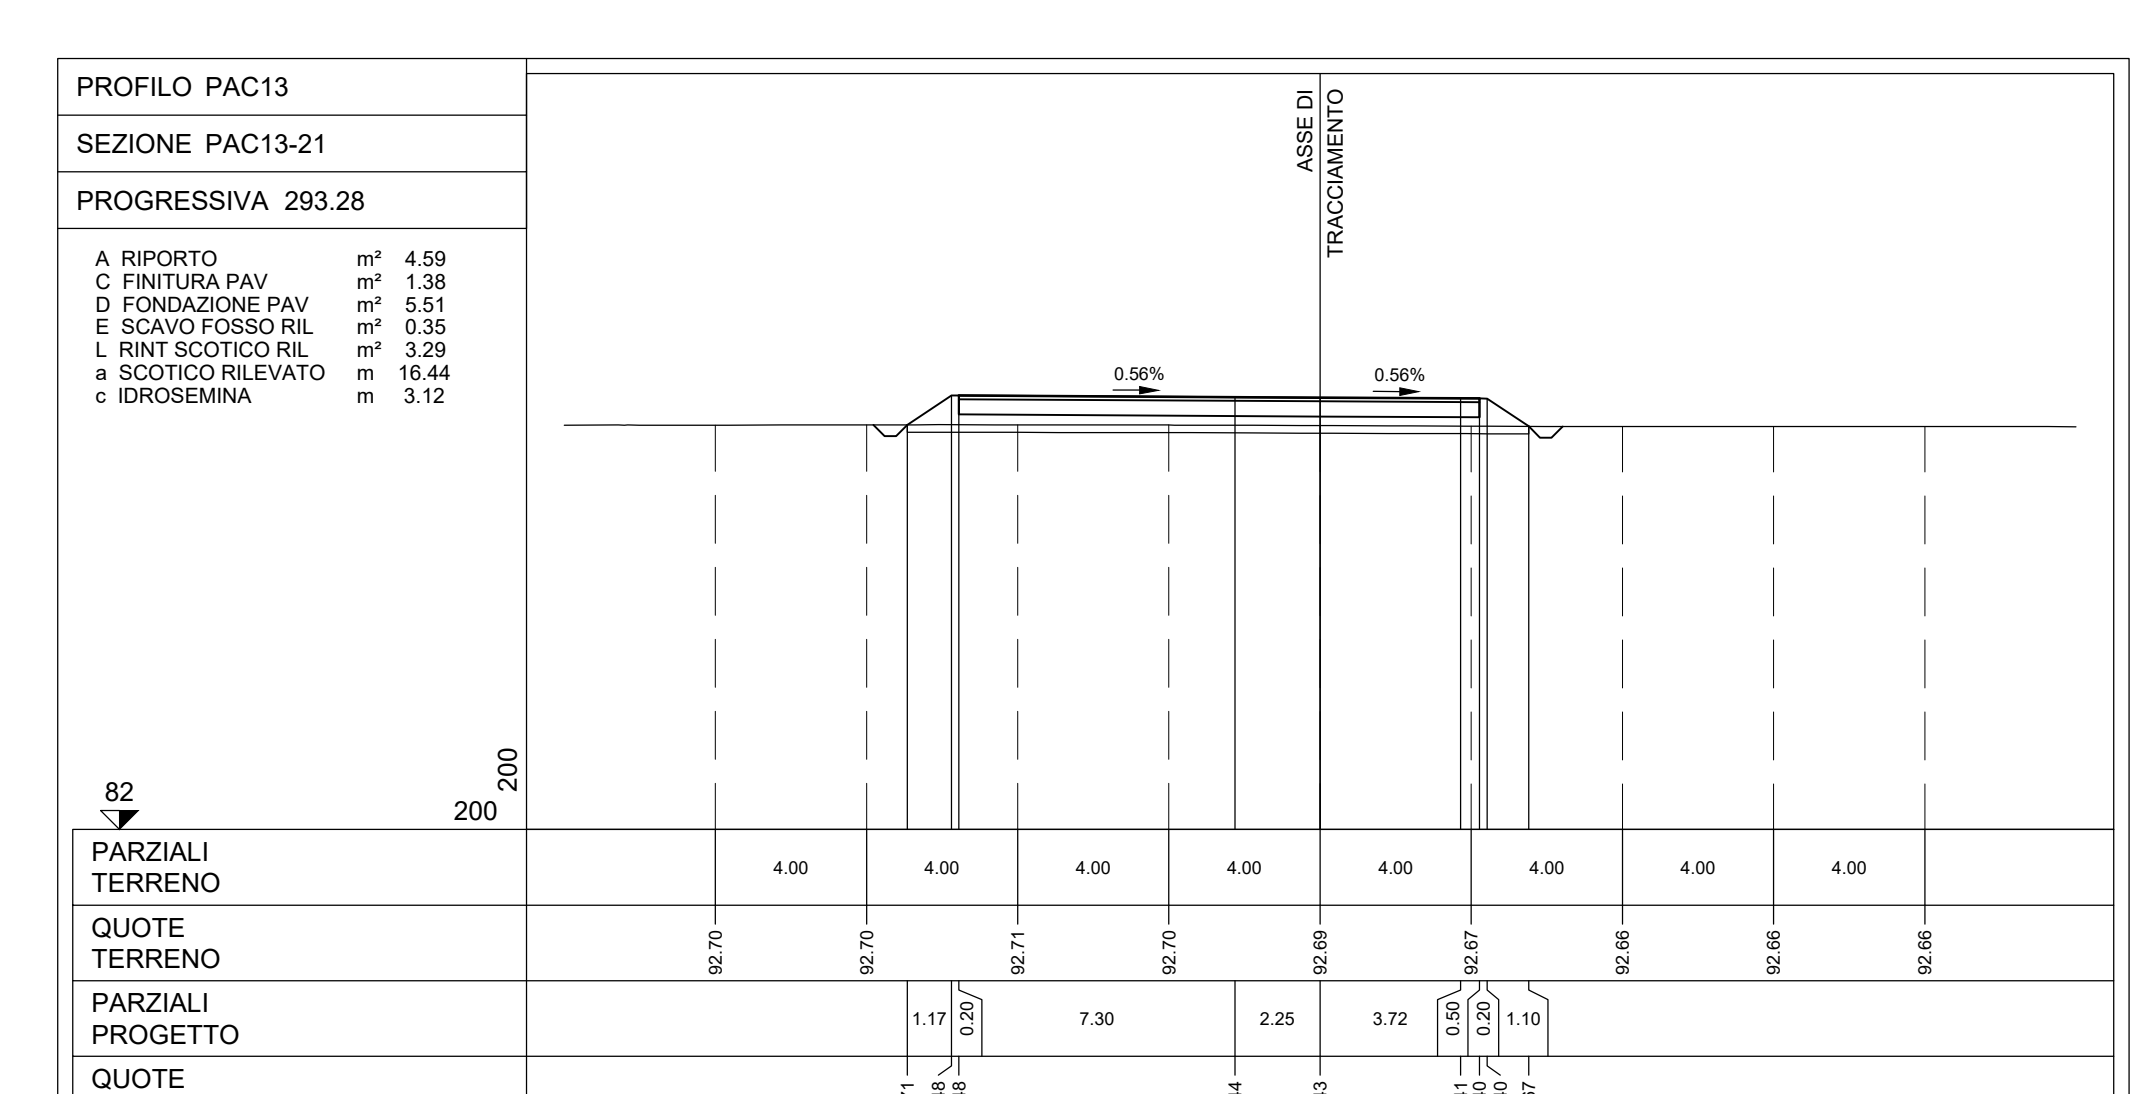 PROFILO PAC13
SEZIONE PAC13-21
PROGRESSIVA 293.28
A RIPORTO m² 4.59
C FINITURA PAV m² 1.38
D FONDAZIONE PAV m² 5.51
E SCAVO FOSSO RIL m² 0.35
L RINT SCOTICO RIL m² 3.29
a SCOTICO RILEVATO m 16.44
c IDROSEMINA m 3.12
ASSE DI
TRACCIAMENTO
0.56%
0.56%
200
82
200
PARZIALI
TERRENO
4.00 4.00 4.00 4.00 4.00 4.00 4.00 4.00
QUOTE
TERRENO
92.70 92.70 92.71 92.70 92.69 92.67 92.66 92.66 92.66
PARZIALI
PROGETTO
1.17 0.20 7.30 2.25 3.72 0.50 0.20 1.10
QUOTE